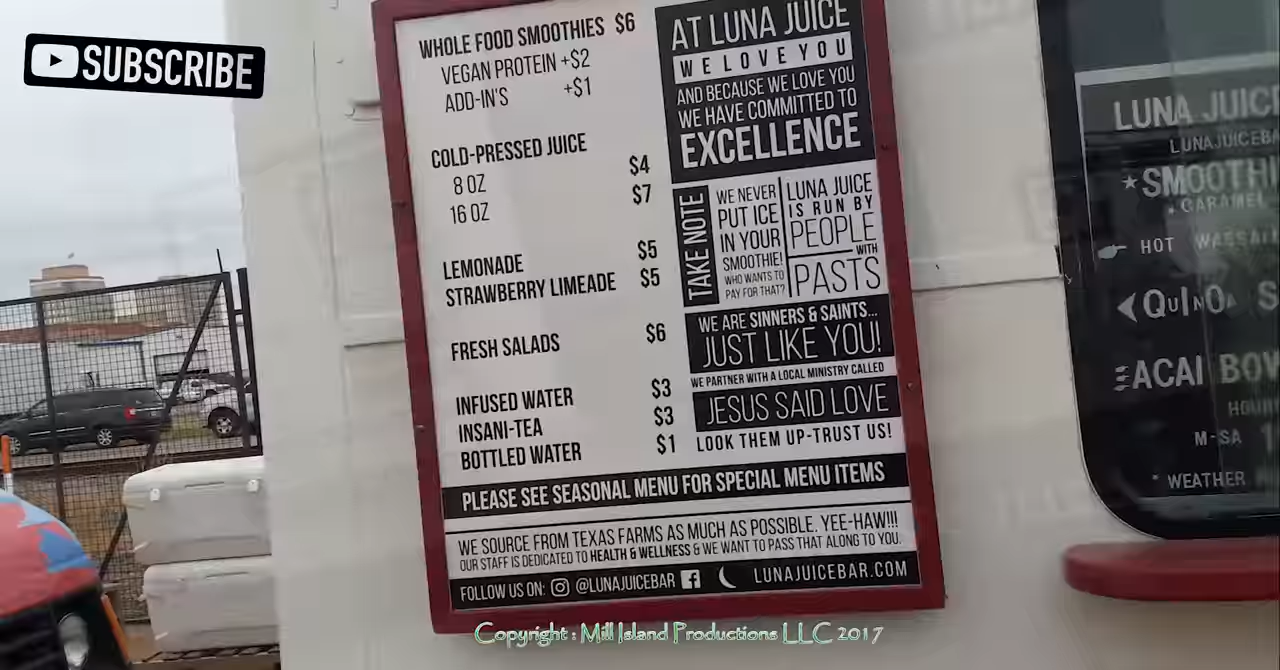 SUBSCRIBE
WHOLE FOOD SMOOTHIES $6
VEGAN PROTEIN +$2
ADD-IN'S +$1
COLD-PRESSED JUICE
8 OZ $4
16 OZ $7
LEMONADE $5
STRAWBERRY LIMEADE $5
FRESH SALADS $6
INFUSED WATER $3
INSANI-TEA $3
BOTTLED WATER $1
AT LUNA JUICE
WE LOVE YOU
AND BECAUSE WE LOVE YOU
WE HAVE COMMITTED TO
EXCELLENCE
TAKE NOTE
WE NEVER
PUT ICE
IN YOUR
SMOOTHIE!
WHO WANTS TO
PAY FOR THAT?
LUNA JUICE
IS RUN BY
PEOPLE
WITH
PASTS
WE ARE SINNERS & SAINTS...
JUST LIKE YOU!
WE PARTNER WITH A LOCAL MINISTRY CALLED
JESUS SAID LOVE
LOOK THEM UP-TRUST US!
PLEASE SEE SEASONAL MENU FOR SPECIAL MENU ITEMS
WE SOURCE FROM TEXAS FARMS AS MUCH AS POSSIBLE. YEE-HAW!!!
OUR STAFF IS DEDICATED TO HEALTH & WELLNESS & WE WANT TO PASS THAT ALONG TO YOU.
FOLLOW US ON: @LUNAJUICEBAR LUNAJUICEBAR.COM
LUNA JUICE
LUNAJUICEBA
SMOOTHI
CARAMEL
HOT WASSAI
QUINOA S
ACAI BOW
HOUR
M-SA
* WEATHER
Copyright : Mill Island Productions LLC 2017